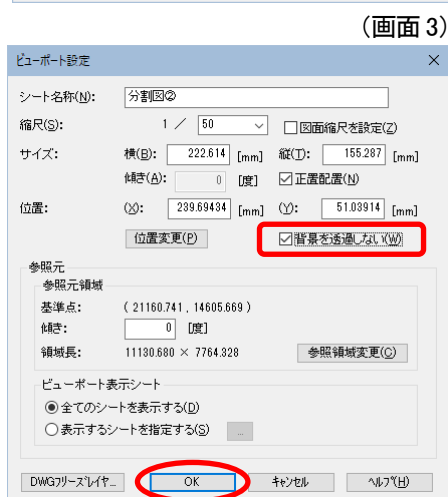 (画面 3)
ビューポート設定
シート名称(N): 分割図②
縮尺(S): 1 / 50 図面縮尺を設定(Z)
サイズ: 横(B): 222.614 [mm] 縦(T): 155.287 [mm]
傾き(A): 0 [度] 正置配置(N)
位置: (X): 239.69434 [mm] (Y): 51.03914 [mm]
位置変更(P) 背景を透過しない(W)
参照元
参照元領域
基準点: ( 21160.741 , 14605.669 )
傾き: 0 [度]
領域長: 11130.680 × 7764.328 参照領域変更(C)
ビューポート表示シート
全てのシートを表示する(D)
表示するシートを指定する(S) ...
DWGフリーズレイヤ... OK キャンセル ヘルプ(H)